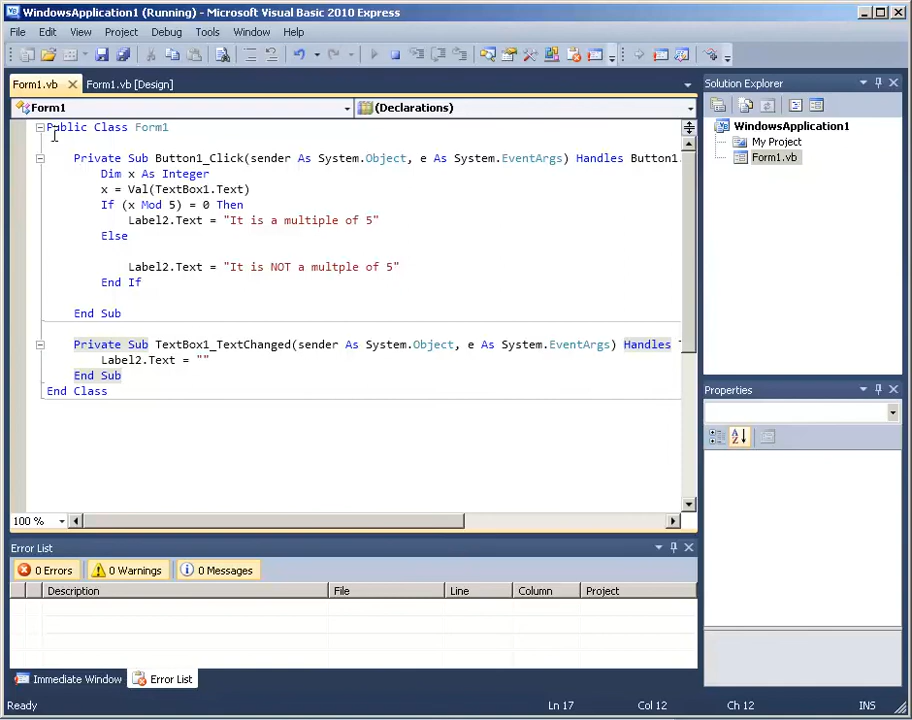 WindowsApplication1 (Running) - Microsoft Visual Basic 2010 Express
File Edit View Project Debug Tools Window Help
Form1.vb Form1.vb [Design]
Form1 (Declarations)
Public Class Form1
Private Sub Button1_Click(sender As System.Object, e As System.EventArgs) Handles Button1.
Dim x As Integer
x = Val(TextBox1.Text)
If (x Mod 5) = 0 Then
Label2.Text = "It is a multiple of 5"
Else
Label2.Text = "It is NOT a multple of 5"
End If
End Sub
Private Sub TextBox1_TextChanged(sender As System.Object, e As System.EventArgs) Handles
Label2.Text = ""
End Sub
End Class
100 %
Solution Explorer
WindowsApplication1
My Project
Form1.vb
Properties
Error List
0 Errors 0 Warnings 0 Messages
Description File Line Column Project
Immediate Window Error List
Ready Ln 17 Col 12 Ch 12 INS